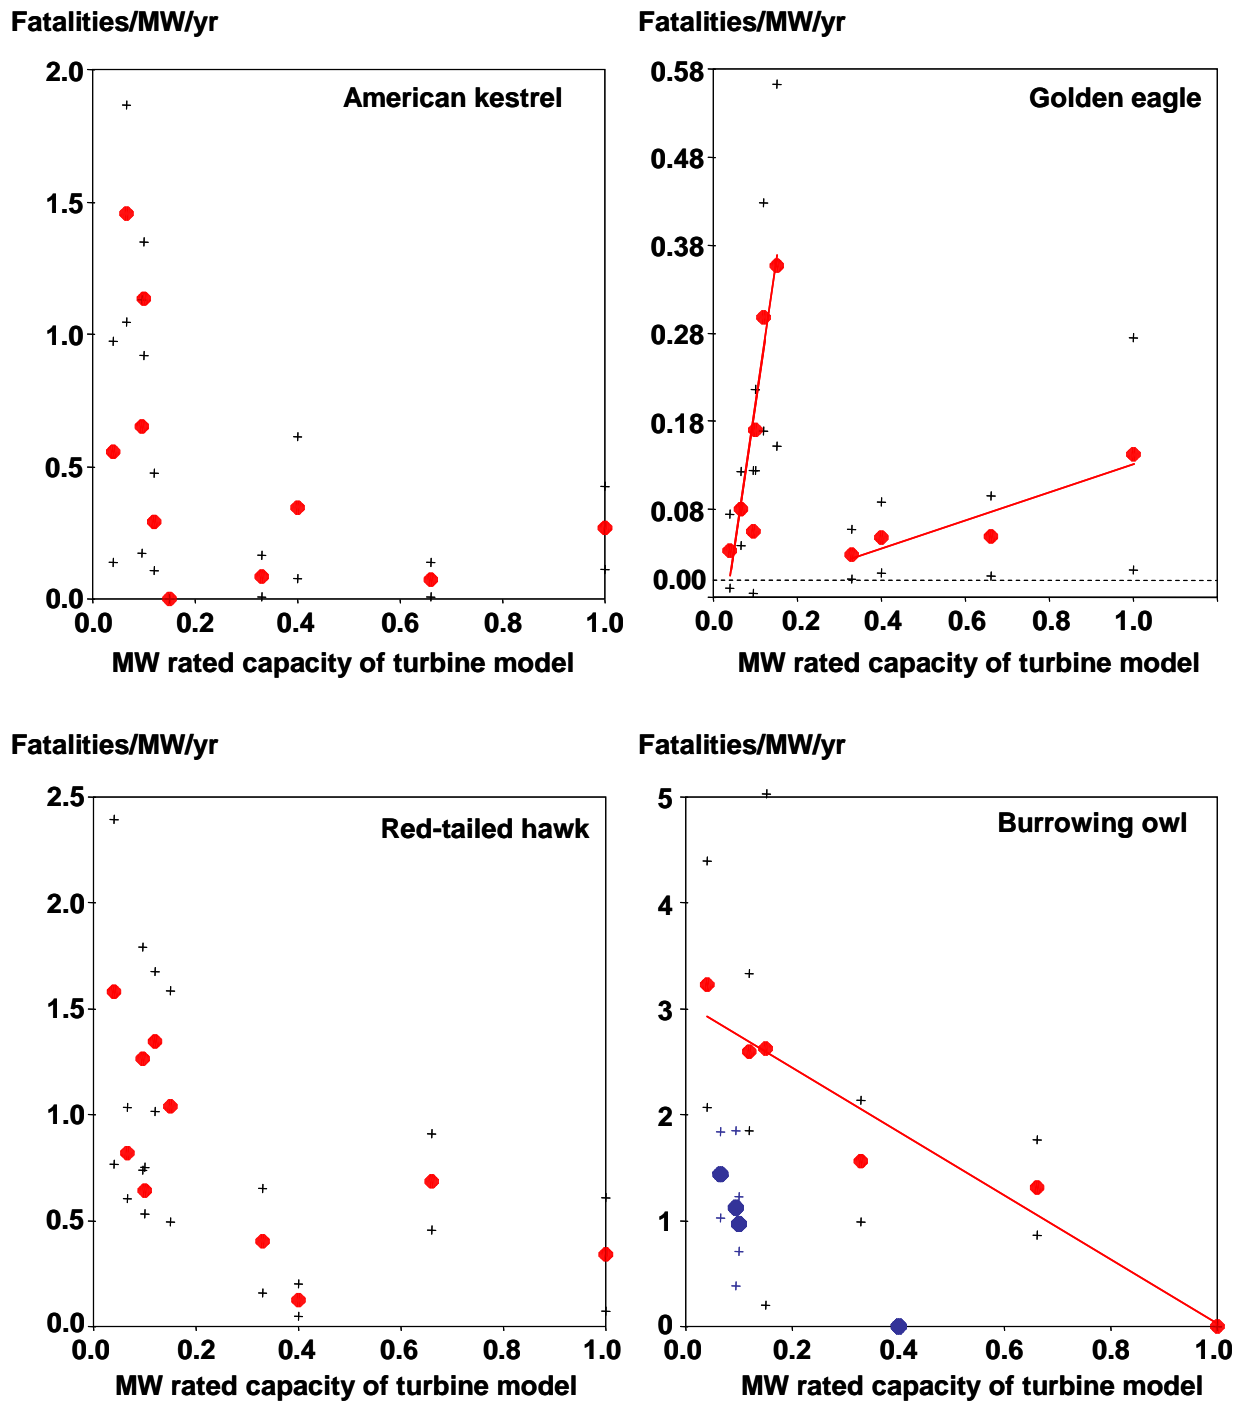 Fatalities/MW/yr
American kestrel
2.0
1.5
1.0
0.5
0.0
0.0 0.2 0.4 0.6 0.8 1.0
MW rated capacity of turbine model
Fatalities/MW/yr
Golden eagle
0.58
0.48
0.38
0.28
0.18
0.08
0.00
0.0 0.2 0.4 0.6 0.8 1.0
MW rated capacity of turbine model
Fatalities/MW/yr
Red-tailed hawk
2.5
2.0
1.5
1.0
0.5
0.0
0.0 0.2 0.4 0.6 0.8 1.0
MW rated capacity of turbine model
Fatalities/MW/yr
Burrowing owl
5
4
3
2
1
0
0.0 0.2 0.4 0.6 0.8 1.0
MW rated capacity of turbine model